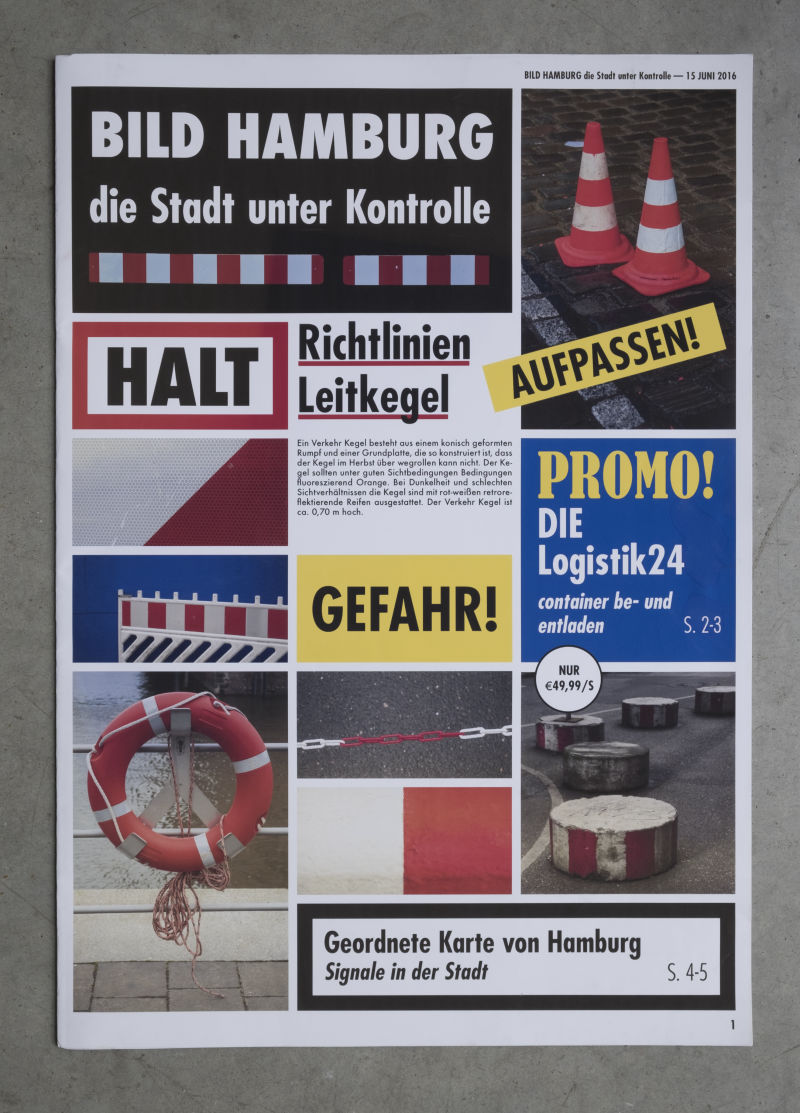 BILD HAMBURG die Stadt unter Kontrolle — 15 JUNI 2016
BILD HAMBURG
die Stadt unter Kontrolle
HALT
Richtlinien
Leitkegel
AUFPASSEN!
Ein Verkehr Kegel besteht aus einem konisch geformten
Rumpf und einer Grundplatte, die so konstruiert ist, dass
der Kegel im Herbst über wegrollen kann nicht. Der Ke-
gel sollten unter guten Sichtbedingungen Bedingungen
fluoreszierend Orange. Bei Dunkelheit und schlechten
Sichtverhältnissen die Kegel sind mit rot-weißen retrore-
flektierende Reifen ausgestattet. Der Verkehr Kegel ist
ca. 0,70 m hoch.
PROMO!
DIE
Logistik24
container be- und
entladen S. 2-3
GEFAHR!
NUR
€49,99/S
Geordnete Karte von Hamburg
Signale in der Stadt S. 4-5
1